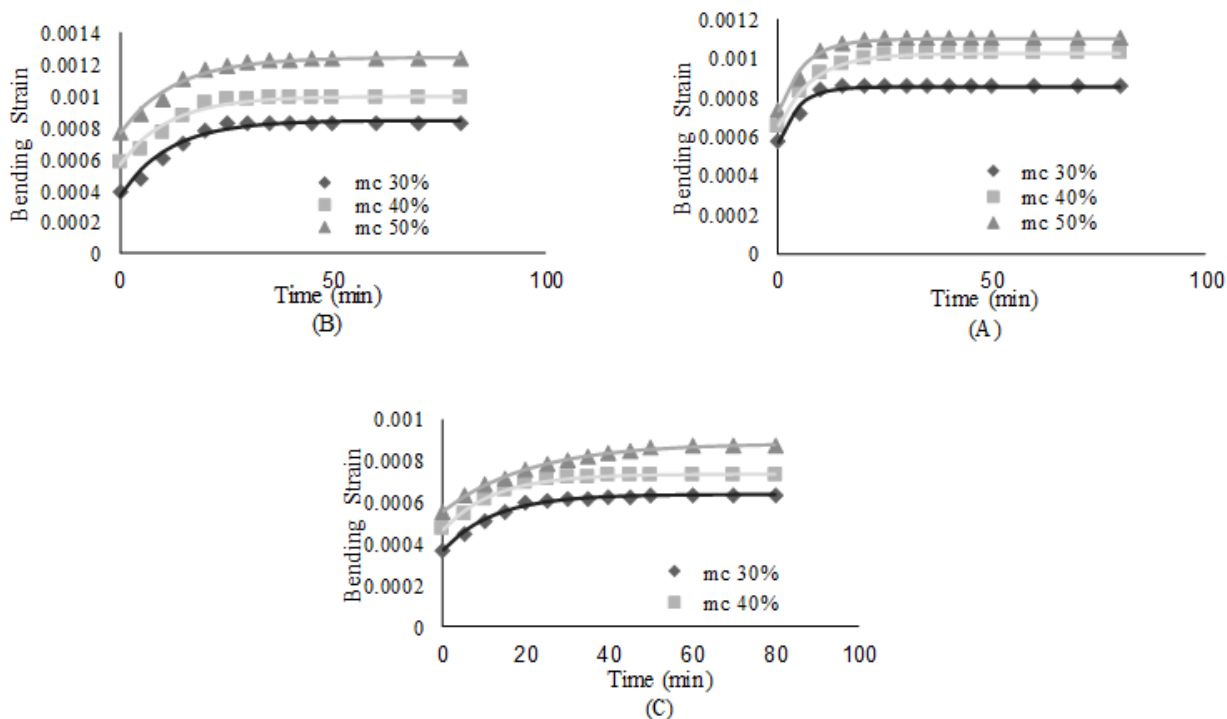 Bending Strain
0.0014
0.0012
0.001
0.0008
0.0006
0.0004
0.0002
0
mc 30%
mc 40%
mc 50%
0
50
100
Time (min)
(B)
Bending Strain
0.0012
0.001
0.0008
0.0006
0.0004
0.0002
0
mc 30%
mc 40%
mc 50%
0
50
100
Time (min)
(A)
Bending Strain
0.001
0.0008
0.0006
0.0004
0.0002
0
mc 30%
mc 40%
0 20 40 60 80 100
Time (min)
(C)